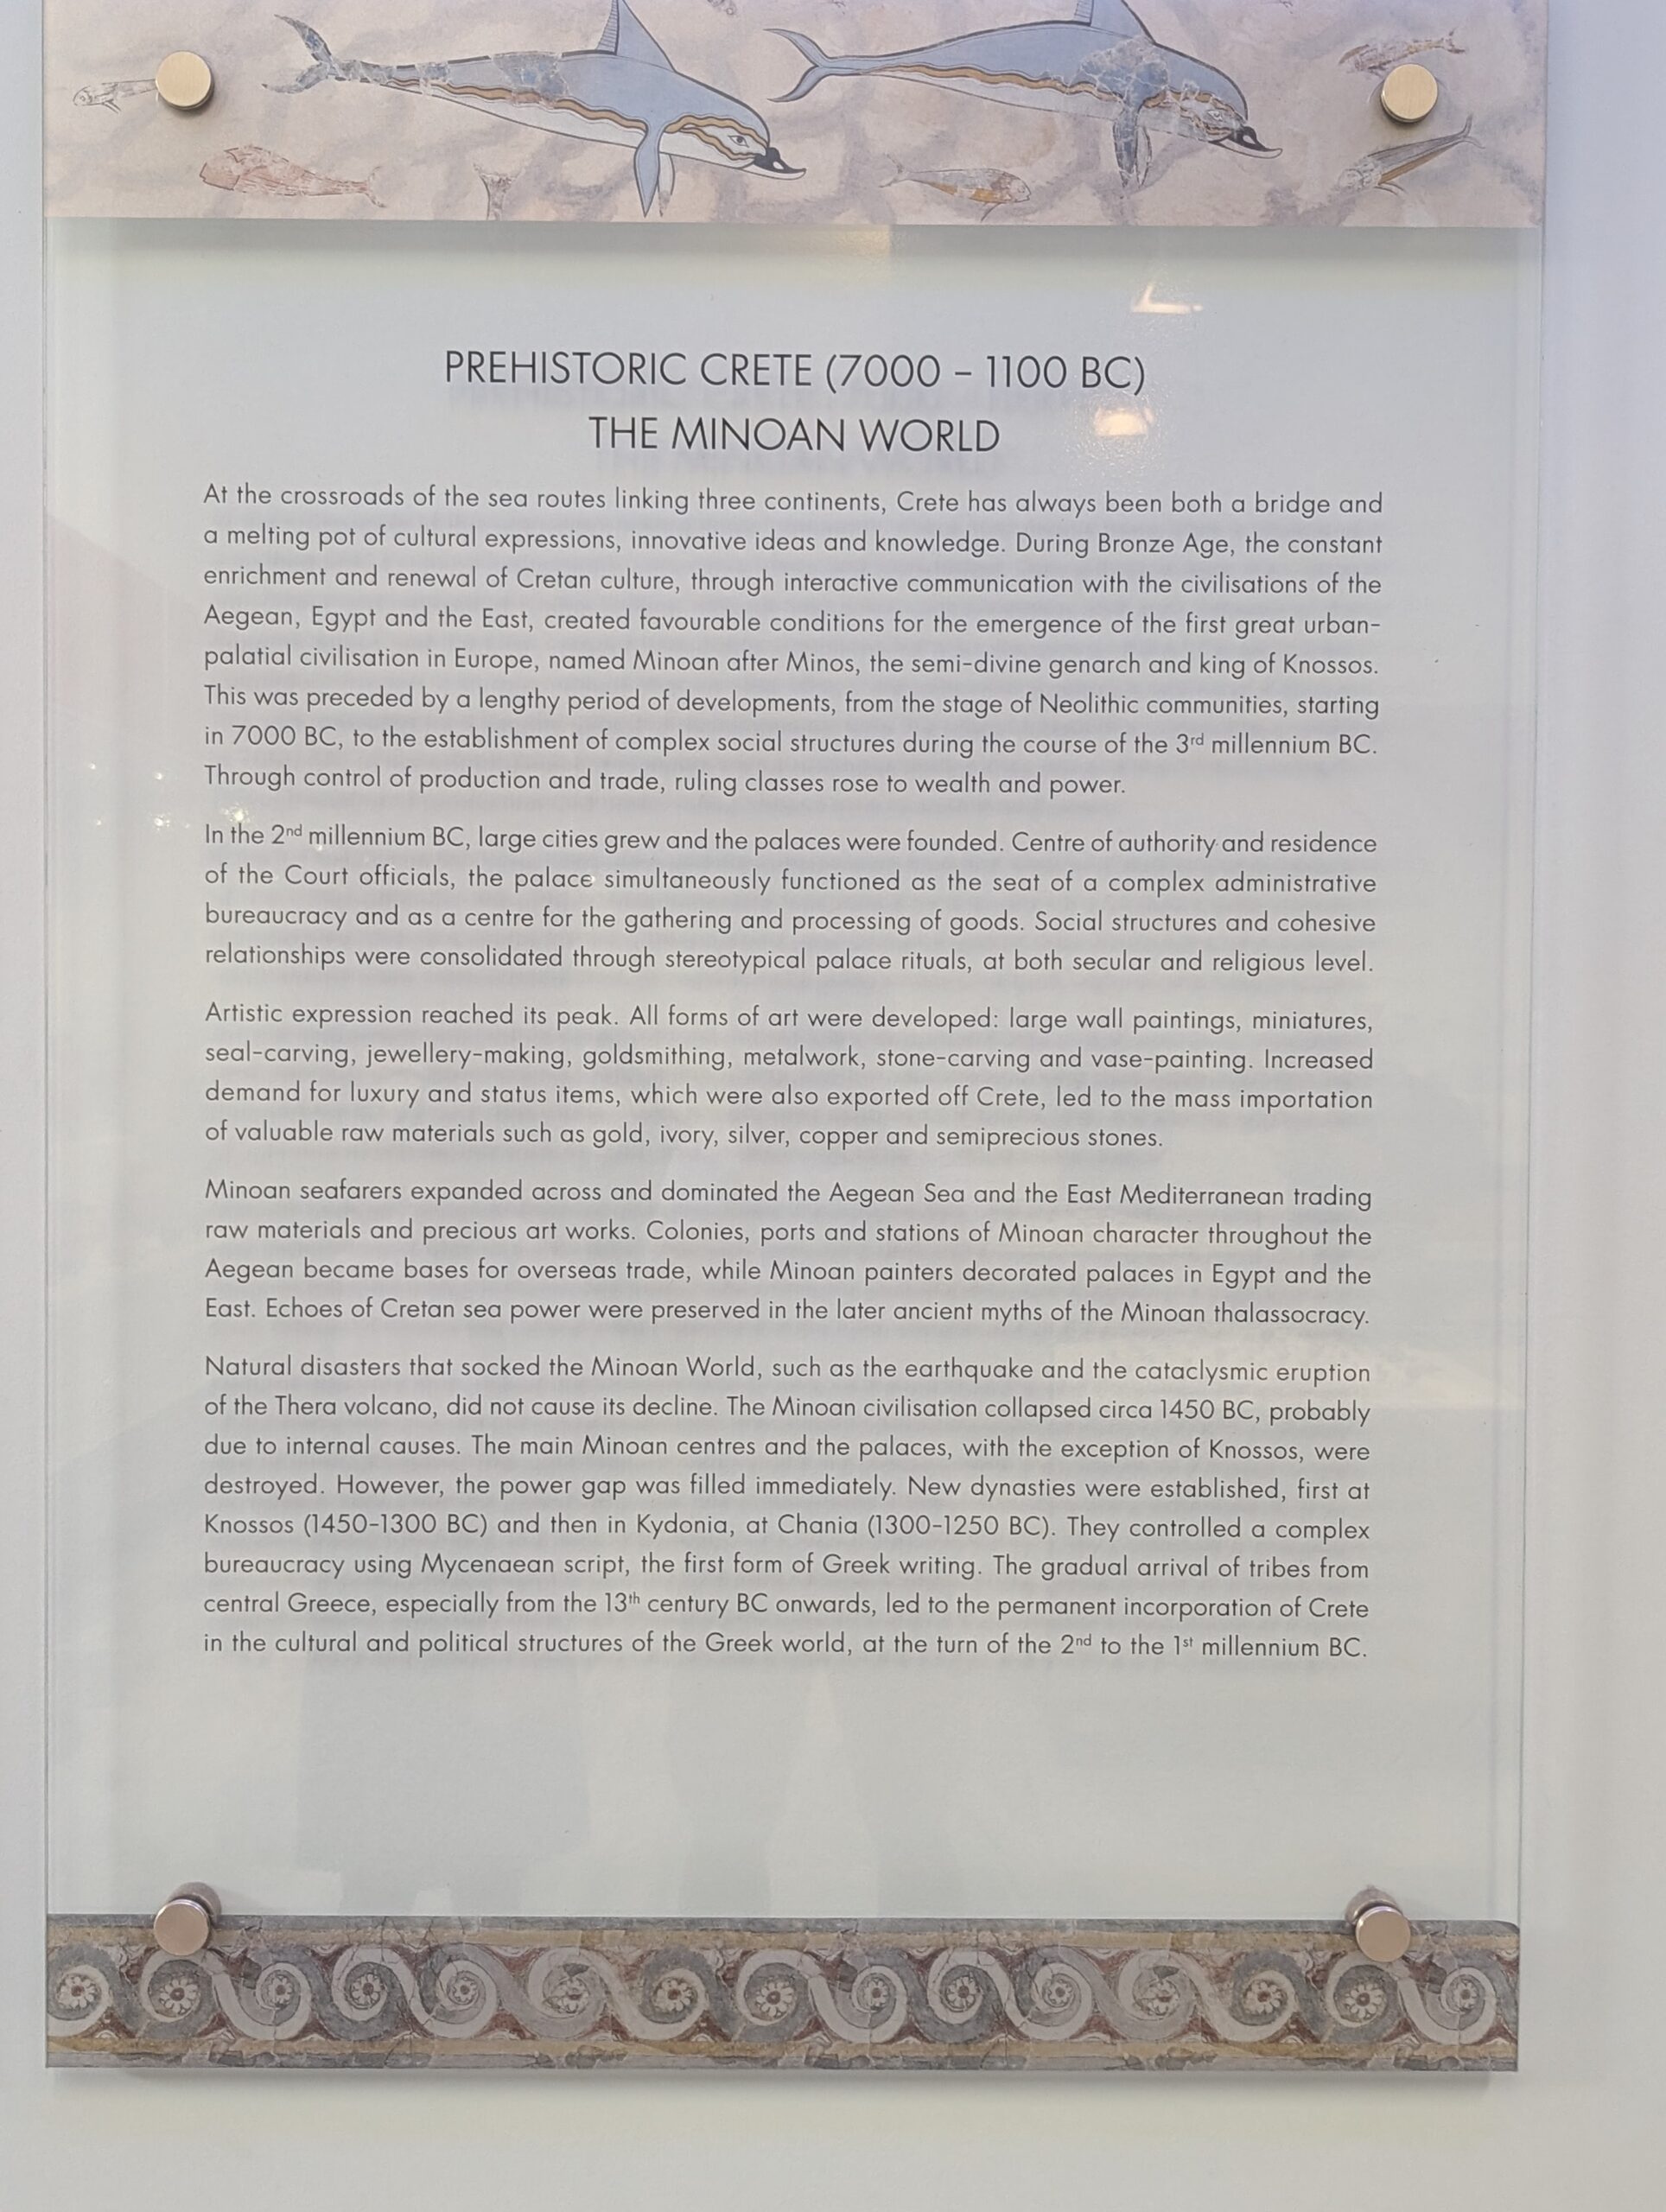 PREHISTORIC CRETE (7000 – 1100 BC)
THE MINOAN WORLD
At the crossroads of the sea routes linking three continents, Crete has always been both a bridge and
a melting pot of cultural expressions, innovative ideas and knowledge. During Bronze Age, the constant
enrichment and renewal of Cretan culture, through interactive communication with the civilisations of the
Aegean, Egypt and the East, created favourable conditions for the emergence of the first great urban-
palatial civilisation in Europe, named Minoan after Minos, the semi-divine genarch and king of Knossos.
This was preceded by a lengthy period of developments, from the stage of Neolithic communities, starting
in 7000 BC, to the establishment of complex social structures during the course of the 3rd millennium BC.
Through control of production and trade, ruling classes rose to wealth and power.
In the 2nd millennium BC, large cities grew and the palaces were founded. Centre of authority and residence
of the Court officials, the palace simultaneously functioned as the seat of a complex administrative
bureaucracy and as a centre for the gathering and processing of goods. Social structures and cohesive
relationships were consolidated through stereotypical palace rituals, at both secular and religious level.
Artistic expression reached its peak. All forms of art were developed: large wall paintings, miniatures,
seal-carving, jewellery-making, goldsmithing, metalwork, stone-carving and vase-painting. Increased
demand for luxury and status items, which were also exported off Crete, led to the mass importation
of valuable raw materials such as gold, ivory, silver, copper and semiprecious stones.
Minoan seafarers expanded across and dominated the Aegean Sea and the East Mediterranean trading
raw materials and precious art works. Colonies, ports and stations of Minoan character throughout the
Aegean became bases for overseas trade, while Minoan painters decorated palaces in Egypt and the
East. Echoes of Cretan sea power were preserved in the later ancient myths of the Minoan thalassocracy.
Natural disasters that socked the Minoan World, such as the earthquake and the cataclysmic eruption
of the Thera volcano, did not cause its decline. The Minoan civilisation collapsed circa 1450 BC, probably
due to internal causes. The main Minoan centres and the palaces, with the exception of Knossos, were
destroyed. However, the power gap was filled immediately. New dynasties were established, first at
Knossos (1450-1300 BC) and then in Kydonia, at Chania (1300-1250 BC). They controlled a complex
bureaucracy using Mycenaean script, the first form of Greek writing. The gradual arrival of tribes from
central Greece, especially from the 13th century BC onwards, led to the permanent incorporation of Crete
in the cultural and political structures of the Greek world, at the turn of the 2nd to the 1st millennium BC.